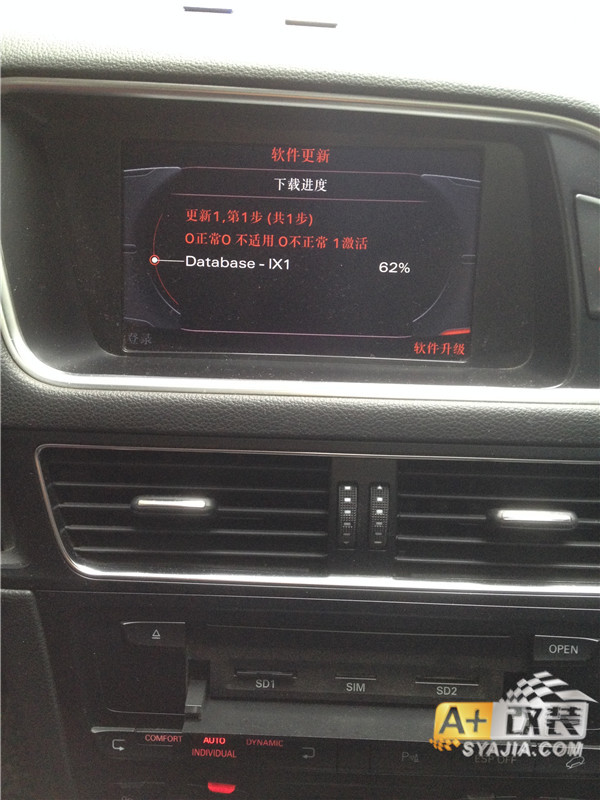 软件更新
下载进度
更新1,第1步 (共1步)
0正常0 不适用 0不正常 1激活
Database - IX1 62%
登录
软件升级
OPEN
SD1 SIM SD2
COMFORT AUTO DYNAMIC
INDIVIDUAL
ESP OFF
A+ 改装
SYAJIA.COM